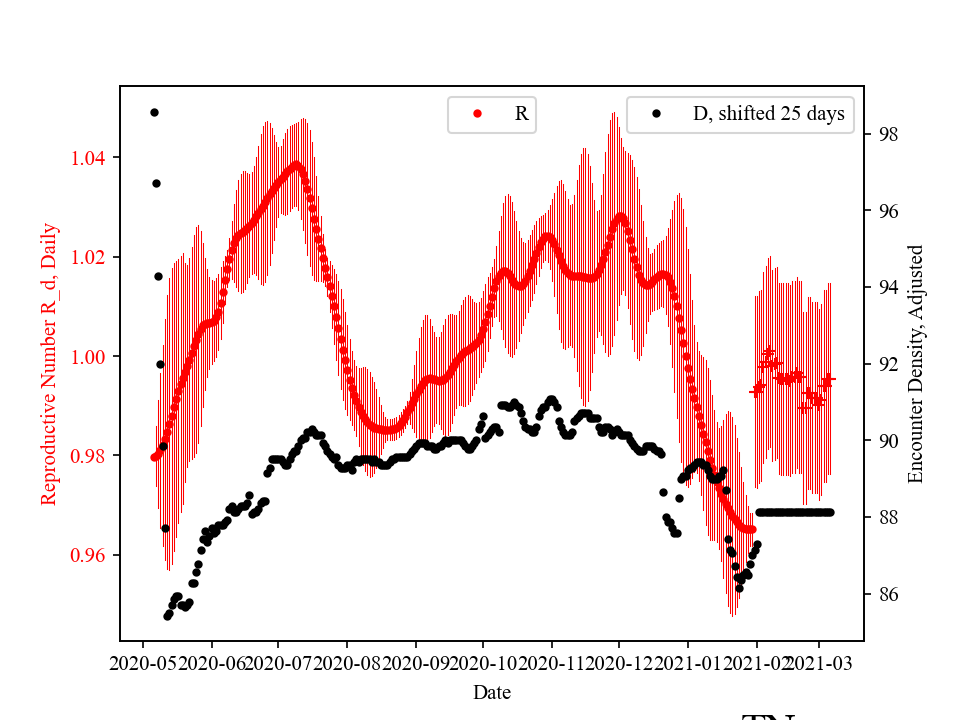 R
D, shifted 25 days
1.04
1.02
1.00
0.98
0.96
Reproductive Number R_d, Daily
98
96
94
92
90
88
86
Encounter Density, Adjusted
2020-05 2020-06 2020-07 2020-08 2020-09 2020-10 2020-11 2020-12 2021-01 2021-02 2021-03
Date
TN